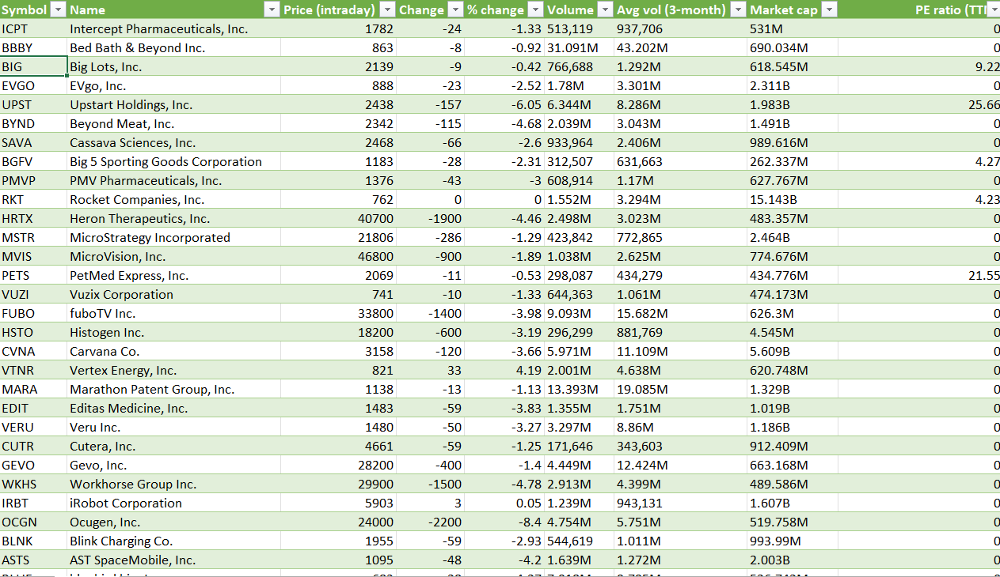 Symbol Name Price (intraday) Change % change Volume Avg vol (3-month) Market cap PE ratio (TT
ICPT Intercept Pharmaceuticals, Inc. 1782 -24 -1.33 513,119 937,706 531M 0
BBBY Bed Bath & Beyond Inc. 863 -8 -0.92 31.091M 43.202M 690.034M 0
BIG Big Lots, Inc. 2139 -9 -0.42 766,688 1.292M 618.545M 9.22
EVGO EVgo, Inc. 888 -23 -2.52 1.78M 3.301M 2.311B 0
UPST Upstart Holdings, Inc. 2438 -157 -6.05 6.344M 8.286M 1.983B 25.66
BYND Beyond Meat, Inc. 2342 -115 -4.68 2.039M 3.043M 1.491B 0
SAVA Cassava Sciences, Inc. 2468 -66 -2.6 933,964 2.406M 989.616M 0
BGFV Big 5 Sporting Goods Corporation 1183 -28 -2.31 312,507 631,663 262.337M 4.27
PMVP PMV Pharmaceuticals, Inc. 1376 -43 -3 608,914 1.17M 627.767M 0
RKT Rocket Companies, Inc. 762 0 0 1.552M 3.294M 15.143B 4.23
HRTX Heron Therapeutics, Inc. 40700 -1900 -4.46 2.498M 3.023M 483.357M 0
MSTR MicroStrategy Incorporated 21806 -286 -1.29 423,842 772,865 2.464B 0
MVIS MicroVision, Inc. 46800 -900 -1.89 1.038M 2.625M 774.676M 0
PETS PetMed Express, Inc. 2069 -11 -0.53 298,087 434,279 434.776M 21.55
VUZI Vuzix Corporation 741 -10 -1.33 644,363 1.061M 474.173M 0
FUBO fuboTV Inc. 33800 -1400 -3.98 9.093M 15.682M 626.3M 0
HSTO Histogen Inc. 18200 -600 -3.19 296,299 881,769 4.545M 0
CVNA Carvana Co. 3158 -120 -3.66 5.971M 11.109M 5.609B 0
VTNR Vertex Energy, Inc. 821 33 4.19 2.001M 4.638M 620.748M 0
MARA Marathon Patent Group, Inc. 1138 -13 -1.13 13.393M 19.085M 1.329B 0
EDIT Editas Medicine, Inc. 1483 -59 -3.83 1.355M 1.751M 1.019B 0
VERU Veru Inc. 1480 -50 -3.27 3.297M 8.86M 1.186B 0
CUTR Cutera, Inc. 4661 -59 -1.25 171,646 343,603 912.409M 0
GEVO Gevo, Inc. 28200 -400 -1.4 4.449M 12.424M 663.168M 0
WKHS Workhorse Group Inc. 29900 -1500 -4.78 2.913M 4.399M 489.586M 0
IRBT iRobot Corporation 5903 3 0.05 1.239M 943,131 1.607B 0
OCGN Ocugen, Inc. 24000 -2200 -8.4 4.754M 5.751M 519.758M 0
BLNK Blink Charging Co. 1955 -59 -2.93 544,619 1.011M 993.99M 0
ASTS AST SpaceMobile, Inc. 1095 -48 -4.2 1.639M 1.272M 2.003B 0